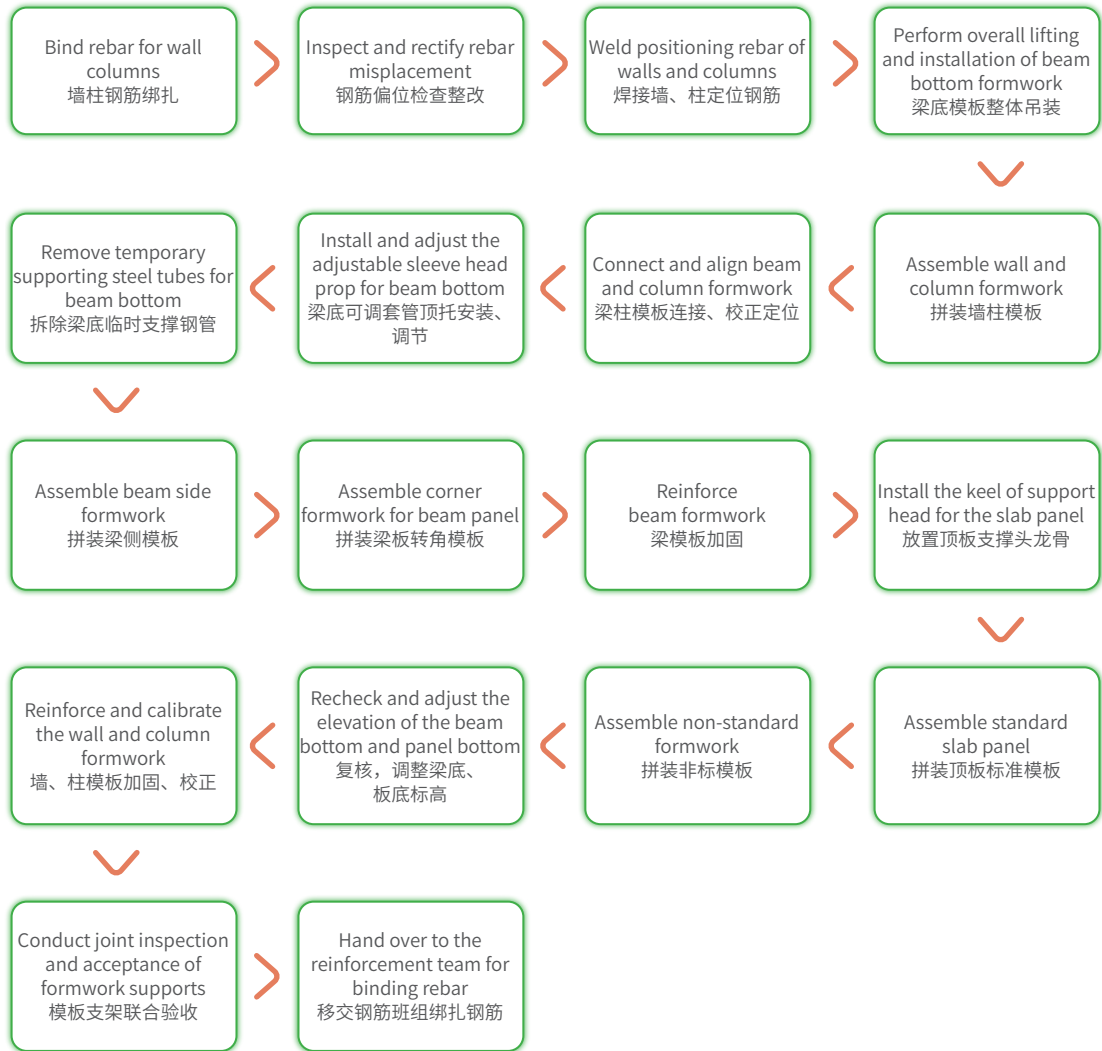 Bind rebar for wall
columns
墙柱钢筋绑扎
Inspect and rectify rebar
misplacement
钢筋偏位检查整改
Weld positioning rebar of
walls and columns
焊接墙、柱定位钢筋
Perform overall lifting
and installation of beam
bottom formwork
梁底模板整体吊装
Assemble wall and
column formwork
拼装墙柱模板
Connect and align beam
and column formwork
梁柱模板连接、校正定位
Install and adjust the
adjustable sleeve head
prop for beam bottom
梁底可调套管顶托安装、
调节
Remove temporary
supporting steel tubes for
beam bottom
拆除梁底临时支撑钢管
Assemble beam side
formwork
拼装梁侧模板
Assemble corner
formwork for beam panel
拼装梁板转角模板
Reinforce
beam formwork
梁模板加固
Install the keel of support
head for the slab panel
放置顶板支撑头龙骨
Assemble standard
slab panel
拼装顶板标准模板
Assemble non-standard
formwork
拼装非标模板
Recheck and adjust the
elevation of the beam
bottom and panel bottom
复核，调整梁底、
板底标高
Reinforce and calibrate
the wall and column
formwork
墙、柱模板加固、校正
Conduct joint inspection
and acceptance of
formwork supports
模板支架联合验收
Hand over to the
reinforcement team for
binding rebar
移交钢筋班组绑扎钢筋